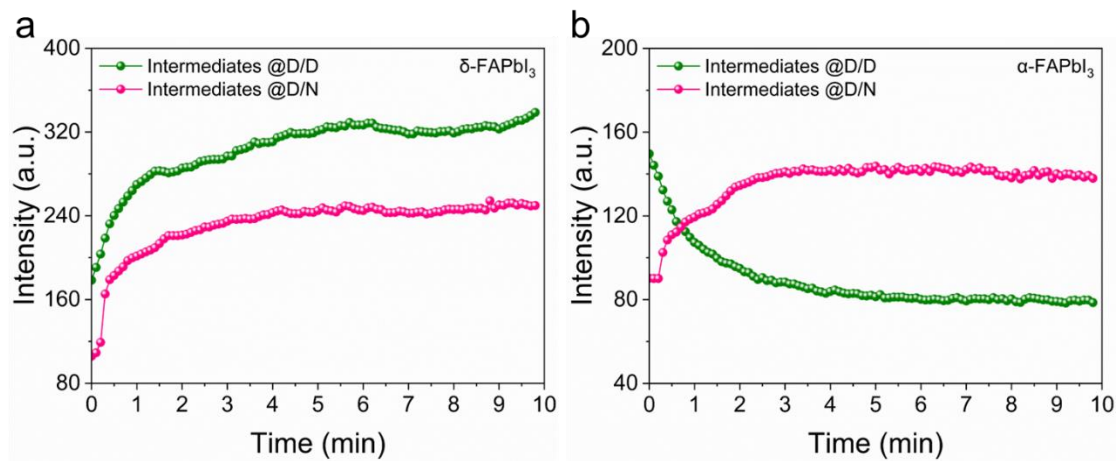 a
400
320
240
160
80
Intensity (a.u.)
Intermediates @D/D
Intermediates @D/N
δ-FAPbI₃
0 1 2 3 4 5 6 7 8 9 10
Time (min)
b
200
160
120
80
40
Intensity (a.u.)
Intermediates @D/D
Intermediates @D/N
α-FAPbI₃
0 1 2 3 4 5 6 7 8 9 10
Time (min)